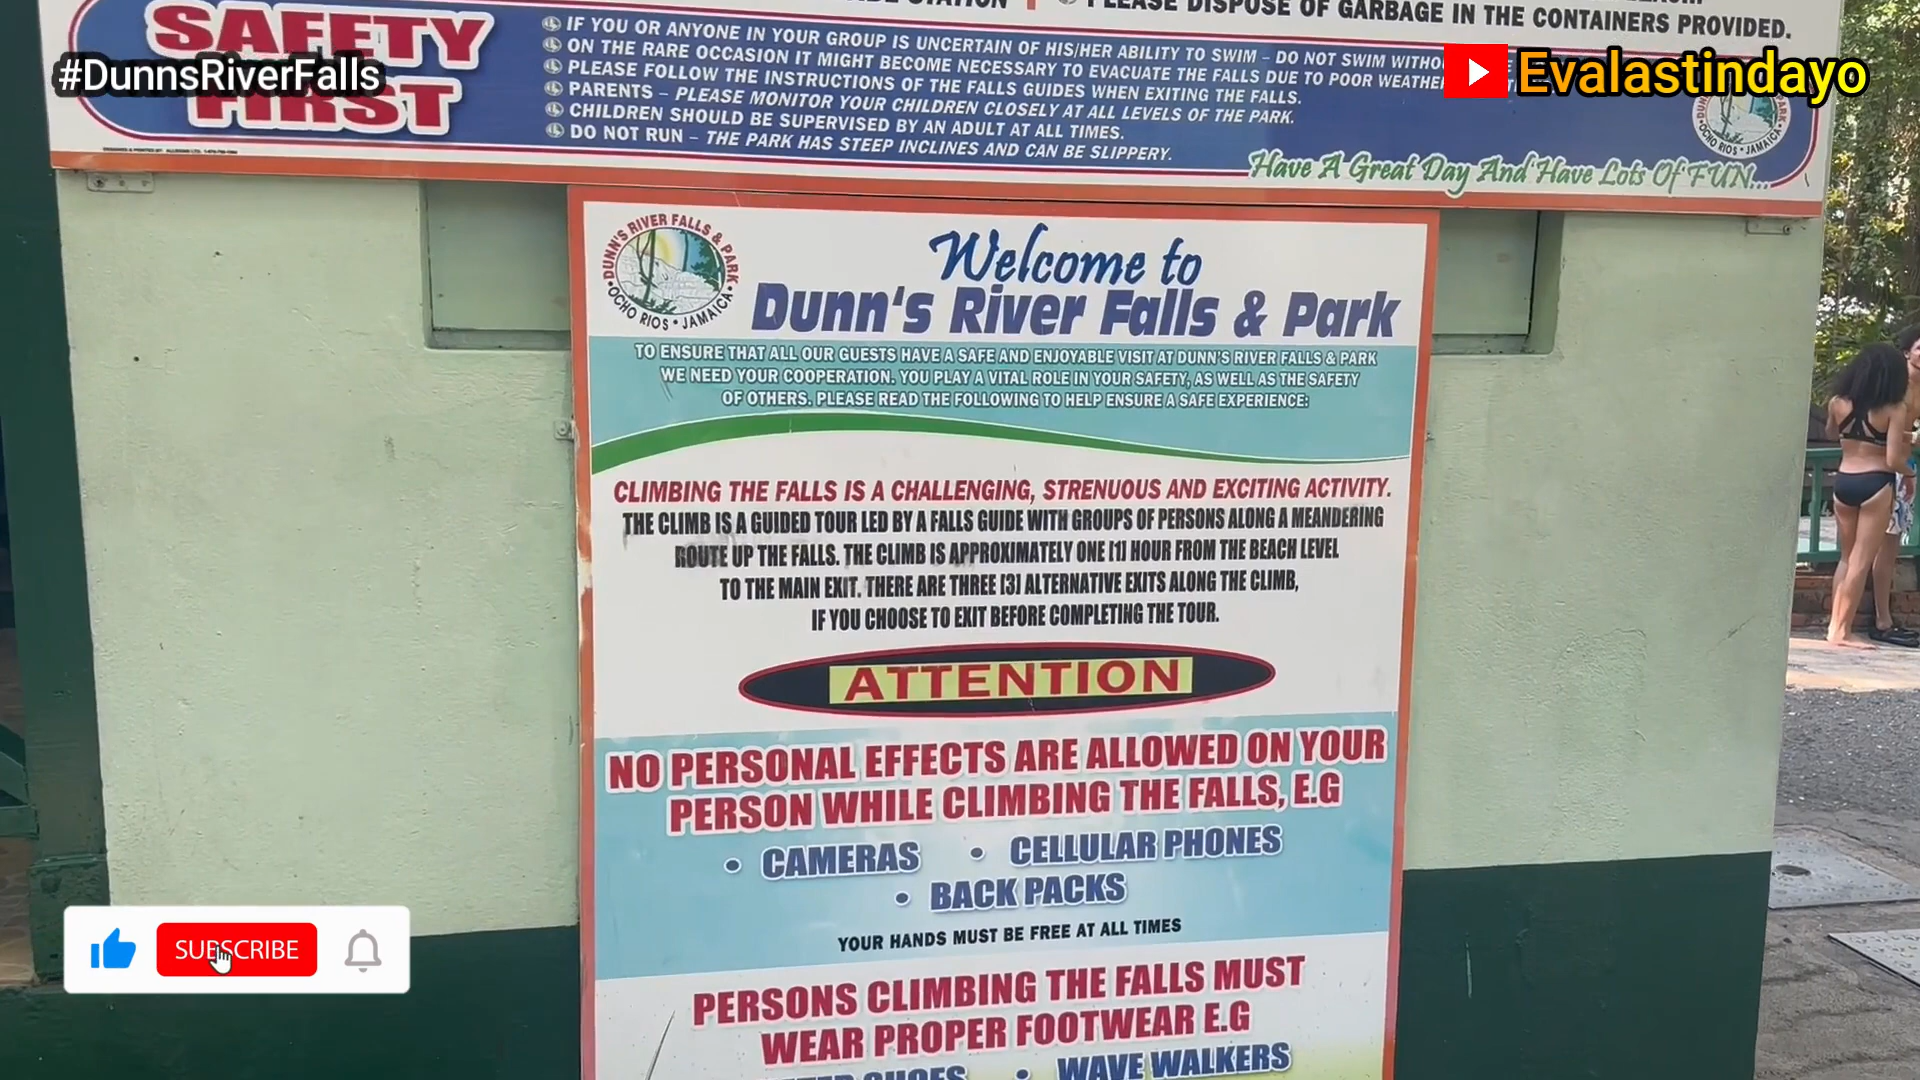 PLEASE DISPOSE OF GARBAGE IN THE CONTAINERS PROVIDED.
SAFETY
FIRST
IF YOU OR ANYONE IN YOUR GROUP IS UNCERTAIN OF HIS/HER ABILITY TO SWIM – DO NOT SWIM
ON THE RARE OCCASION IT MIGHT BECOME NECESSARY TO EVACUATE THE FALLS DUE TO POOR
PLEASE FOLLOW THE INSTRUCTIONS OF THE FALLS GUIDES WHEN EXITING THE FALLS.
PARENTS – PLEASE MONITOR YOUR CHILDREN CLOSELY AT ALL LEVELS OF THE PARK.
CHILDREN SHOULD BE SUPERVISED BY AN ADULT AT ALL TIMES.
DO NOT RUN – THE PARK HAS STEEP INCLINES AND CAN BE SLIPPERY.
Have A Great Day And Have Lots Of FUN...
OCHO RIOS • JAMAICA
#DunnsRiverFalls
Evalastindayo
DUNN'S RIVER FALLS & PARK
• OCHO RIOS • JAMAICA •
Welcome to
Dunn's River Falls & Park
TO ENSURE THAT ALL OUR GUESTS HAVE A SAFE AND ENJOYABLE VISIT AT DUNN'S RIVER FALLS & PARK
WE NEED YOUR COOPERATION. YOU PLAY A VITAL ROLE IN YOUR SAFETY, AS WELL AS THE SAFETY
OF OTHERS. PLEASE READ THE FOLLOWING TO HELP ENSURE A SAFE EXPERIENCE:
CLIMBING THE FALLS IS A CHALLENGING, STRENUOUS AND EXCITING ACTIVITY.
THE CLIMB IS A GUIDED TOUR LED BY A FALLS GUIDE WITH GROUPS OF PERSONS ALONG A MEANDERING
ROUTE UP THE FALLS. THE CLIMB IS APPROXIMATELY ONE [1] HOUR FROM THE BEACH LEVEL
TO THE MAIN EXIT. THERE ARE THREE [3] ALTERNATIVE EXITS ALONG THE CLIMB,
IF YOU CHOOSE TO EXIT BEFORE COMPLETING THE TOUR.
ATTENTION
NO PERSONAL EFFECTS ARE ALLOWED ON YOUR
PERSON WHILE CLIMBING THE FALLS, E.G
• CAMERAS • CELLULAR PHONES
• BACK PACKS
YOUR HANDS MUST BE FREE AT ALL TIMES
PERSONS CLIMBING THE FALLS MUST
WEAR PROPER FOOTWEAR E.G
SHOES • WAVE WALKERS
SUBSCRIBE